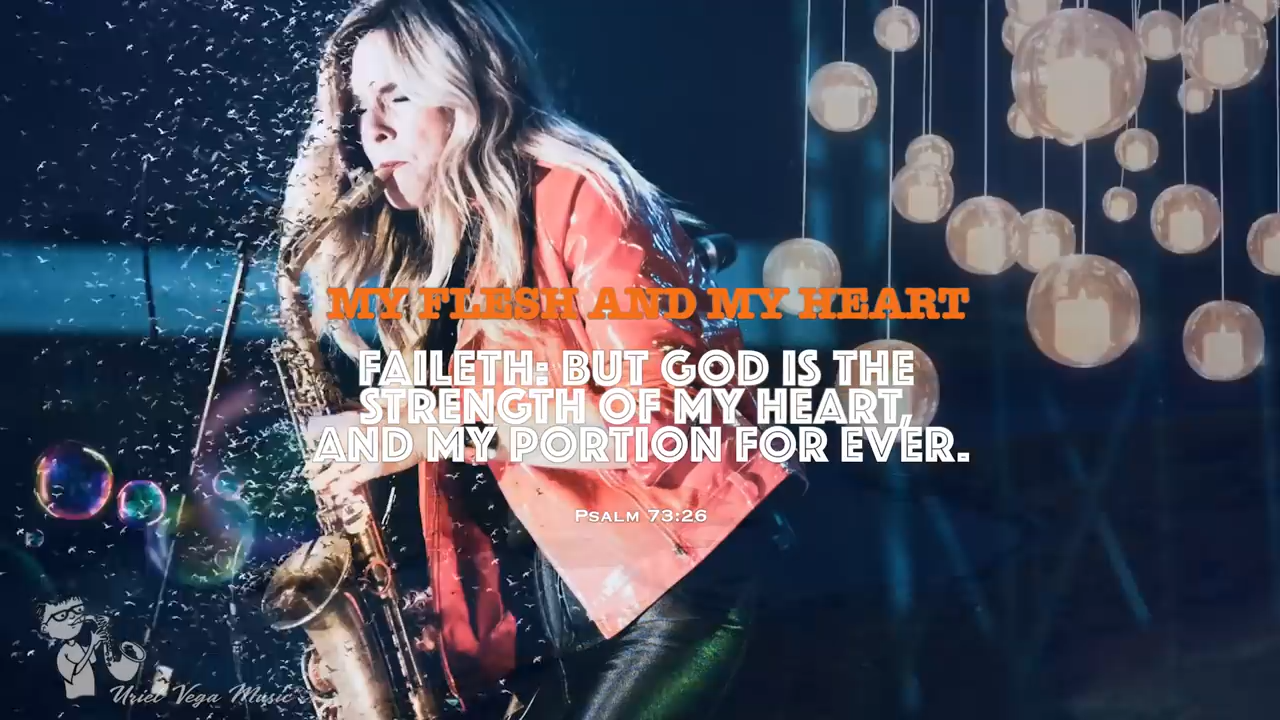 MY FLESH AND MY HEART
FAILETH: BUT GOD IS THE
STRENGTH OF MY HEART,
AND MY PORTION FOR EVER.
PSALM 73:26
Uriel Vega Music